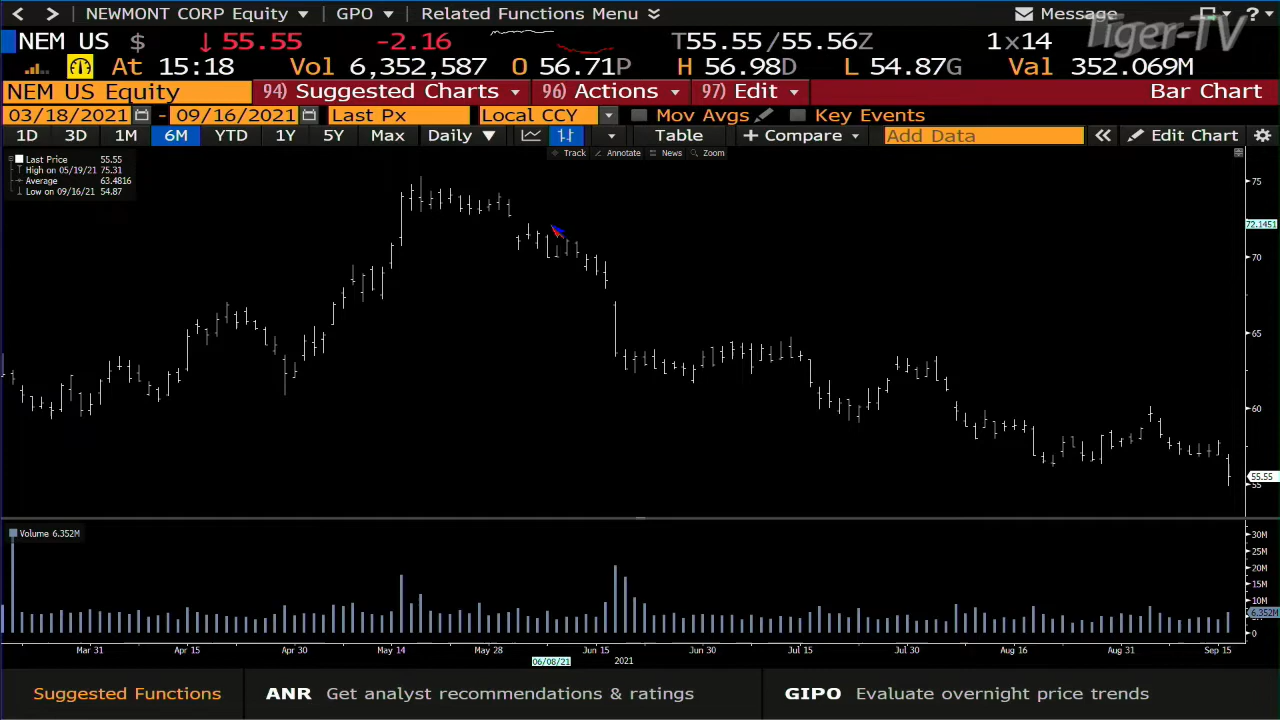 NEWMONT CORP Equity GPO Related Functions Menu Message ?
Tiger-TV
NEM US $ ↓ 55.55 -2.16 T55.55/55.56Z 1x14
At 15:18 Vol 6,352,587 O 56.71P H 56.98D L 54.87G Val 352.069M
NEM US Equity 94) Suggested Charts 96) Actions 97) Edit Bar Chart
03/18/2021 - 09/16/2021 Last Px Local CCY Mov Avgs Key Events
1D 3D 1M 6M YTD 1Y 5Y Max Daily ▼ Table + Compare Add Data « Edit Chart
Track Annotate News Zoom
Last Price 55.55
High on 05/19/21 75.31
Average 63.4816
Low on 09/16/21 54.87
75
72.1451
70
65
60
55.55
55
Volume 6.352M
30M
25M
20M
15M
10M
6.352M
0
Mar 31 Apr 15 Apr 30 May 14 May 28 Jun 15 Jun 30 Jul 15 Jul 30 Aug 16 Aug 31 Sep 15
06/08/21 2021
Suggested Functions ANR Get analyst recommendations & ratings GIPO Evaluate overnight price trends